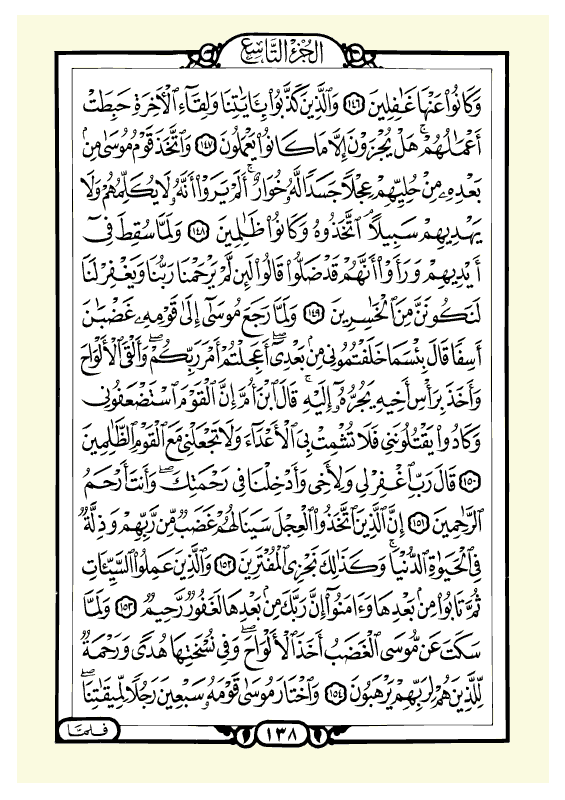 الجزء التاسع
وَكَانُوا۟ عَنْهَا غَٰفِلِينَ ١٤٦ وَٱلَّذِينَ كَذَّبُوا۟ بِـَٔايَٰتِنَا وَلِقَآءِ ٱلْأَخِرَةِ حَبِطَتْ
أَعْمَٰلُهُمْ ۚ هَلْ يُجْزَوْنَ إِلَّا مَا كَانُوا۟ يَعْمَلُونَ ١٤٧ وَٱتَّخَذَ قَوْمُ مُوسَىٰ مِنۢ
بَعْدِهِۦ مِنْ حُلِيِّهِمْ عِجْلًا جَسَدًا لَّهُۥ خُوَارٌ ۚ أَلَمْ يَرَوْا۟ أَنَّهُۥ لَا يُكَلِّمُهُمْ وَلَا
يَهْدِيهِمْ سَبِيلًا ۘ ٱتَّخَذُوهُ وَكَانُوا۟ ظَٰلِمِينَ ١٤٨ وَلَمَّا سُقِطَ فِىٓ
أَيْدِيهِمْ وَرَأَوْا۟ أَنَّهُمْ قَدْ ضَلُّوا۟ قَالُوا۟ لَئِن لَّمْ يَرْحَمْنَا رَبُّنَا وَيَغْفِرْ لَنَا
لَنَكُونَنَّ مِنَ ٱلْخَٰسِرِينَ ١٤٩ وَلَمَّا رَجَعَ مُوسَىٰٓ إِلَىٰ قَوْمِهِۦ غَضْبَٰنَ
أَسِفًا قَالَ بِئْسَمَا خَلَفْتُمُونِى مِنۢ بَعْدِىٓ ۖ أَعَجِلْتُمْ أَمْرَ رَبِّكُمْ ۖ وَأَلْقَى ٱلْأَلْوَاحَ
وَأَخَذَ بِرَأْسِ أَخِيهِ يَجُرُّهُۥٓ إِلَيْهِ ۚ قَالَ ٱبْنَ أُمَّ إِنَّ ٱلْقَوْمَ ٱسْتَضْعَفُونِى
وَكَادُوا۟ يَقْتُلُونَنِى فَلَا تُشْمِتْ بِىَ ٱلْأَعْدَآءَ وَلَا تَجْعَلْنِى مَعَ ٱلْقَوْمِ ٱلظَّٰلِمِينَ
١٥٠ قَالَ رَبِّ ٱغْفِرْ لِى وَلِأَخِى وَأَدْخِلْنَا فِى رَحْمَتِكَ ۖ وَأَنتَ أَرْحَمُ
ٱلرَّٰحِمِينَ ١٥١ إِنَّ ٱلَّذِينَ ٱتَّخَذُوا۟ ٱلْعِجْلَ سَيَنَالُهُمْ غَضَبٌ مِّن رَّبِّهِمْ وَذِلَّةٌ
فِى ٱلْحَيَوٰةِ ٱلدُّنْيَا ۚ وَكَذَٰلِكَ نَجْزِى ٱلْمُفْتَرِينَ ١٥٢ وَٱلَّذِينَ عَمِلُوا۟ ٱلسَّيِّـَٔاتِ
ثُمَّ تَابُوا۟ مِنۢ بَعْدِهَا وَءَامَنُوٓا۟ إِنَّ رَبَّكَ مِنۢ بَعْدِهَا لَغَفُورٌ رَّحِيمٌ ١٥٣ وَلَمَّا
سَكَتَ عَن مُّوسَى ٱلْغَضَبُ أَخَذَ ٱلْأَلْوَاحَ ۖ وَفِى نُسْخَتِهَا هُدًى وَرَحْمَةٌ
لِّلَّذِينَ هُمْ لِرَبِّهِمْ يَرْهَبُونَ ١٥٤ وَٱخْتَارَ مُوسَىٰ قَوْمَهُۥ سَبْعِينَ رَجُلًا لِّمِيقَٰتِنَا ۖ
فلما
١٣٨